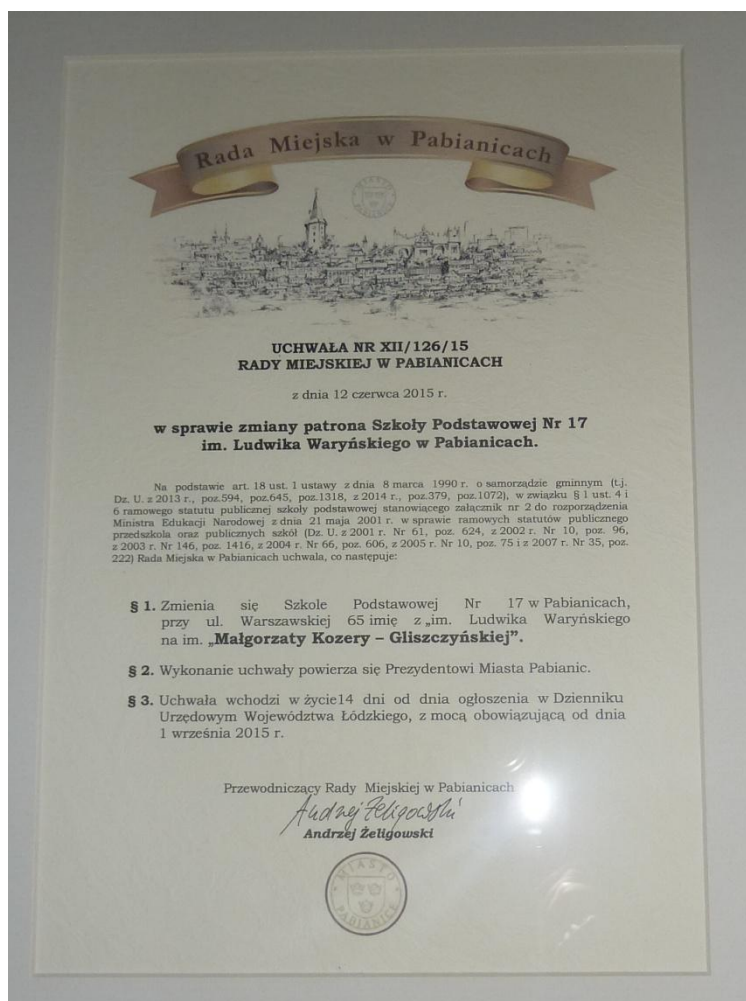 Rada Miejska w Pabianicach
MIASTO PABIANICE
UCHWAŁA NR XII/126/15
RADY MIEJSKIEJ W PABIANICACH
z dnia 12 czerwca 2015 r.
w sprawie zmiany patrona Szkoły Podstawowej Nr 17
im. Ludwika Waryńskiego w Pabianicach.
Na podstawie art. 18 ust. 1 ustawy z dnia 8 marca 1990 r. o samorządzie gminnym (t.j.
Dz. U. z 2013 r., poz.594, poz.645, poz.1318, z 2014 r., poz.379, poz.1072), w związku § 1 ust. 4 i
6 ramowego statutu publicznej szkoły podstawowej stanowiącego załącznik nr 2 do rozporządzenia
Ministra Edukacji Narodowej z dnia 21 maja 2001 r. w sprawie ramowych statutów publicznego
przedszkola oraz publicznych szkół (Dz. U. z 2001 r. Nr 61, poz. 624, z 2002 r. Nr 10, poz. 96,
z 2003 r. Nr 146, poz. 1416, z 2004 r. Nr 66, poz. 606, z 2005 r. Nr 10, poz. 75 i z 2007 r. Nr 35, poz.
222) Rada Miejska w Pabianicach uchwala, co następuje:
§ 1. Zmienia się Szkole Podstawowej Nr 17 w Pabianicach,
przy ul. Warszawskiej 65 imię z „im. Ludwika Waryńskiego
na im. „Małgorzaty Kozery – Gliszczyńskiej”.
§ 2. Wykonanie uchwały powierza się Prezydentowi Miasta Pabianic.
§ 3. Uchwała wchodzi w życie14 dni od dnia ogłoszenia w Dzienniku
Urzędowym Województwa Łódzkiego, z mocą obowiązującą od dnia
1 września 2015 r.
Przewodniczący Rady Miejskiej w Pabianicach
Andrzej Żeligowski
Andrzej Żeligowski
MIASTO PABIANICE